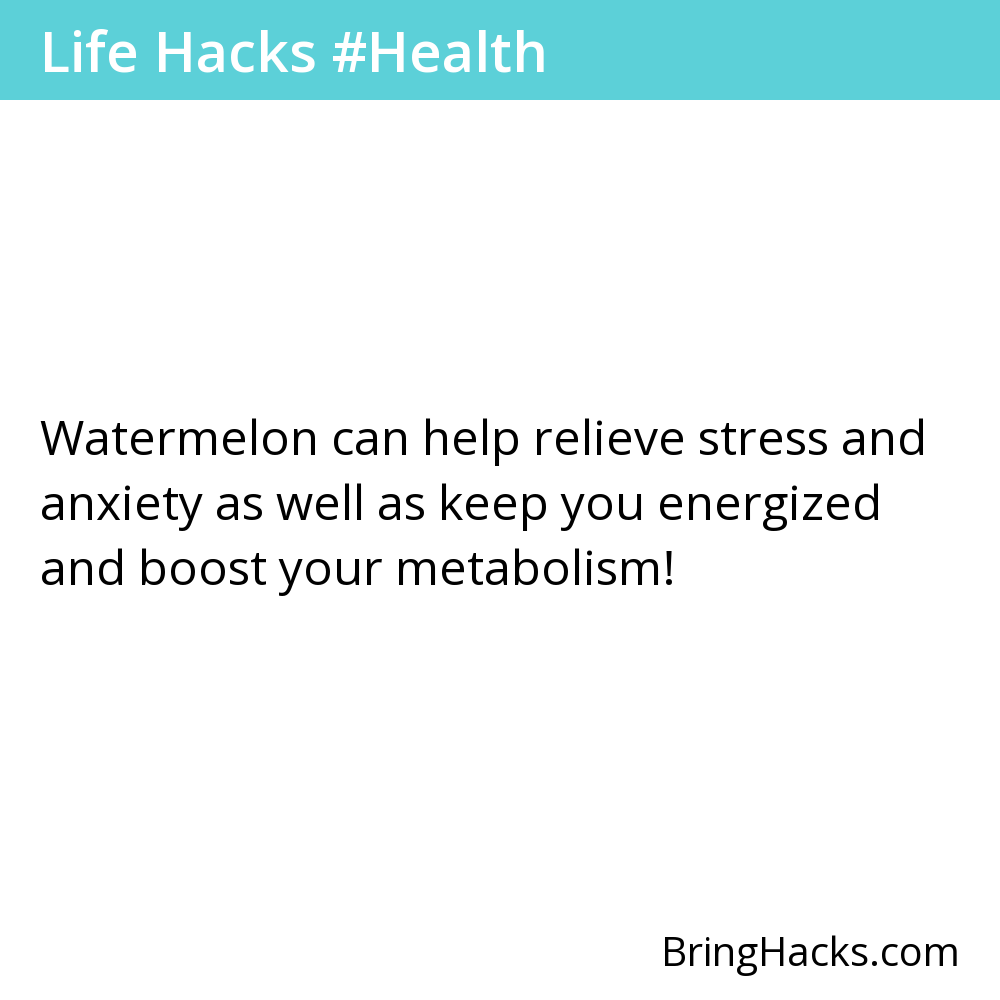 Life Hacks #Health
Watermelon can help relieve stress and
anxiety as well as keep you energized
and boost your metabolism!
BringHacks.com